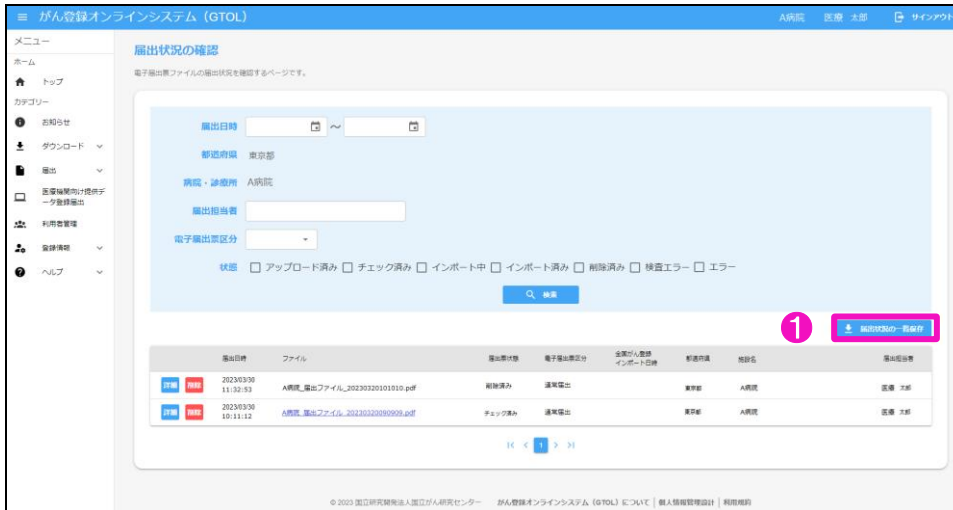 ≡ がん登録オンラインシステム（GTOL） A病院 医療 太郎 サインアウト
メニュー
ホーム
トップ
カテゴリー
お知らせ
ダウンロード
届出
医療機関向け提供データ登録届出
利用者管理
登録情報
ヘルプ
届出状況の確認
電子届出票ファイルの届出状況を確認するページです。
届出日時 ～
都道府県 東京都
病院・診療所 A病院
届出担当者
電子届出票区分
状態 アップロード済み チェック済み インポート中 インポート済み 削除済み 検査エラー エラー
検索
1 届出状況の一覧保存
届出日時 ファイル 届出票状態 電子届出票区分 全国がん登録インポート日時 都道府県 施設名 届出担当者
詳細 削除 2023/03/30 11:32:53 A病院_届出ファイル_20230320101010.pdf 削除済み 通常届出 東京都 A病院 医療 太郎
詳細 削除 2023/03/30 10:11:12 A病院_届出ファイル_20230320090909.pdf チェック済み 通常届出 東京都 A病院 医療 太郎
1
© 2023 国立研究開発法人国立がん研究センター がん登録オンラインシステム（GTOL）について | 個人情報管理設計 | 利用規約